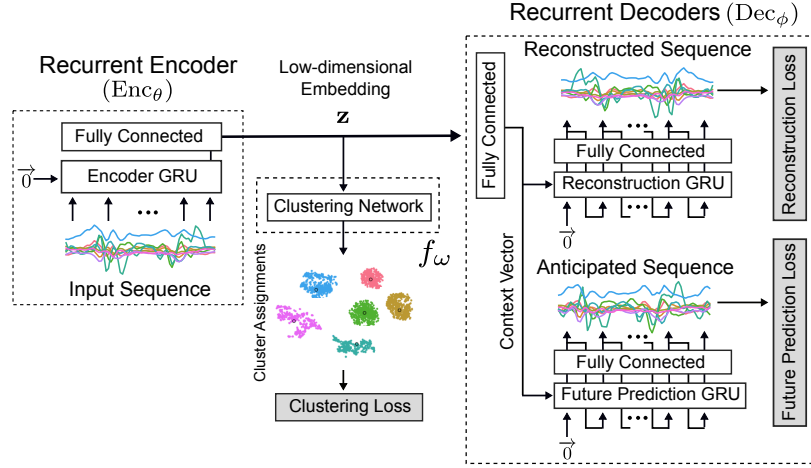 Recurrent Encoder
(Enc_θ)
Fully Connected
Encoder GRU
0
•••
Input Sequence
Low-dimensional
Embedding
z
Clustering Network
f_ω
Cluster Assignments
Clustering Loss
Recurrent Decoders (Dec_ϕ)
Fully Connected
Context Vector
Reconstructed Sequence
•••
Fully Connected
Reconstruction GRU
•••
0
Reconstruction Loss
Anticipated Sequence
•••
Fully Connected
Future Prediction GRU
•••
0
Future Prediction Loss